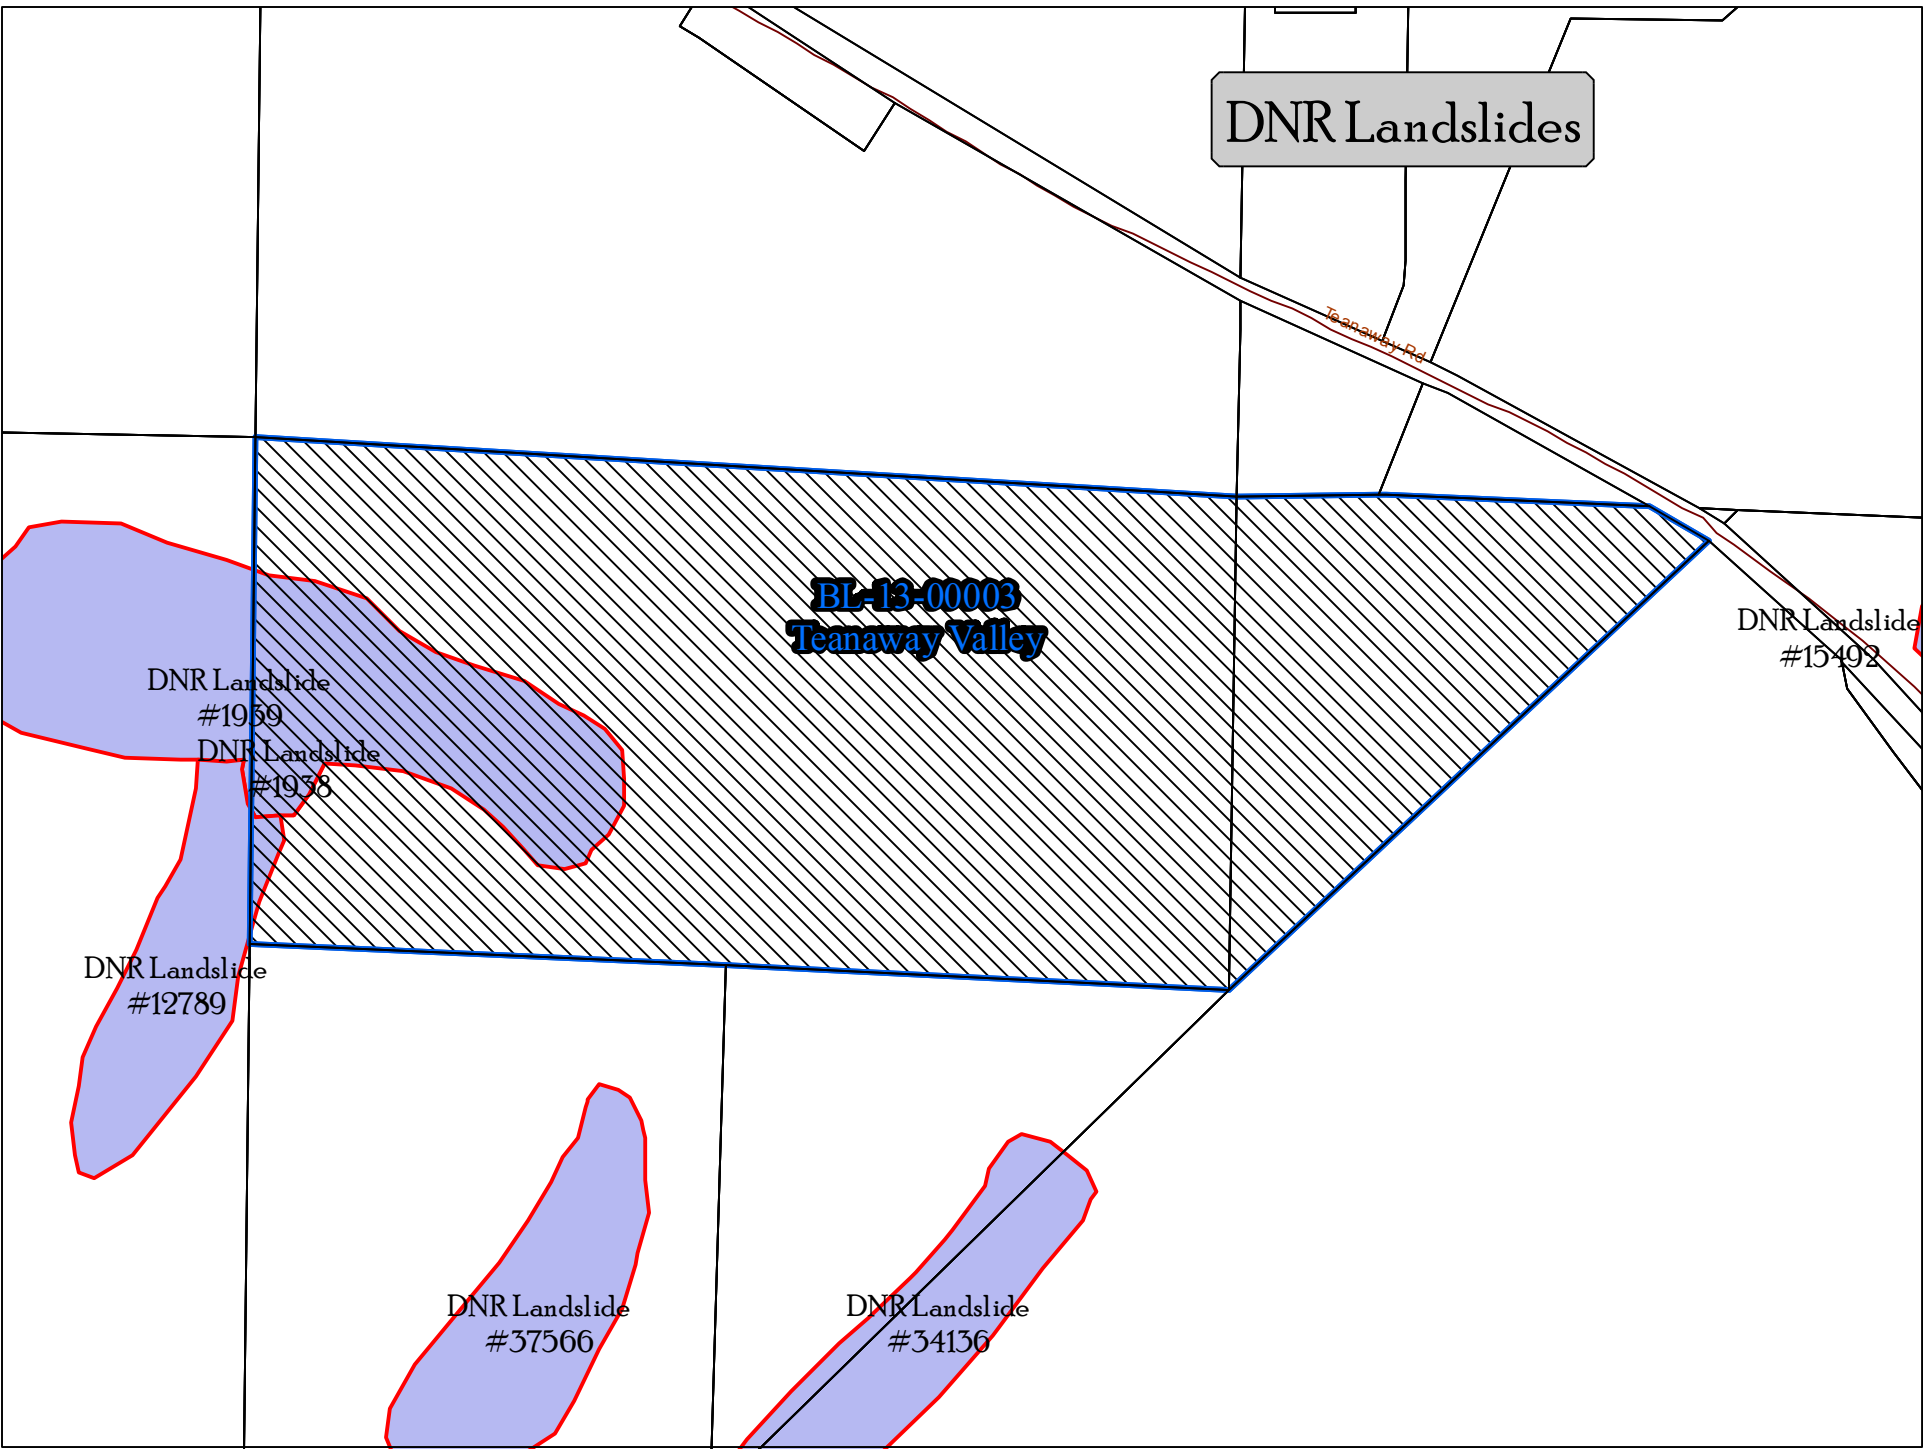 DNR Landslides
Teanaway Rd
BL-13-00003
Teanaway Valley
DNR Landslide
#15492
DNR Landslide
#1939
DNR Landslide
#1938
DNR Landslide
#12789
DNR Landslide
#37566
DNR Landslide
#34136